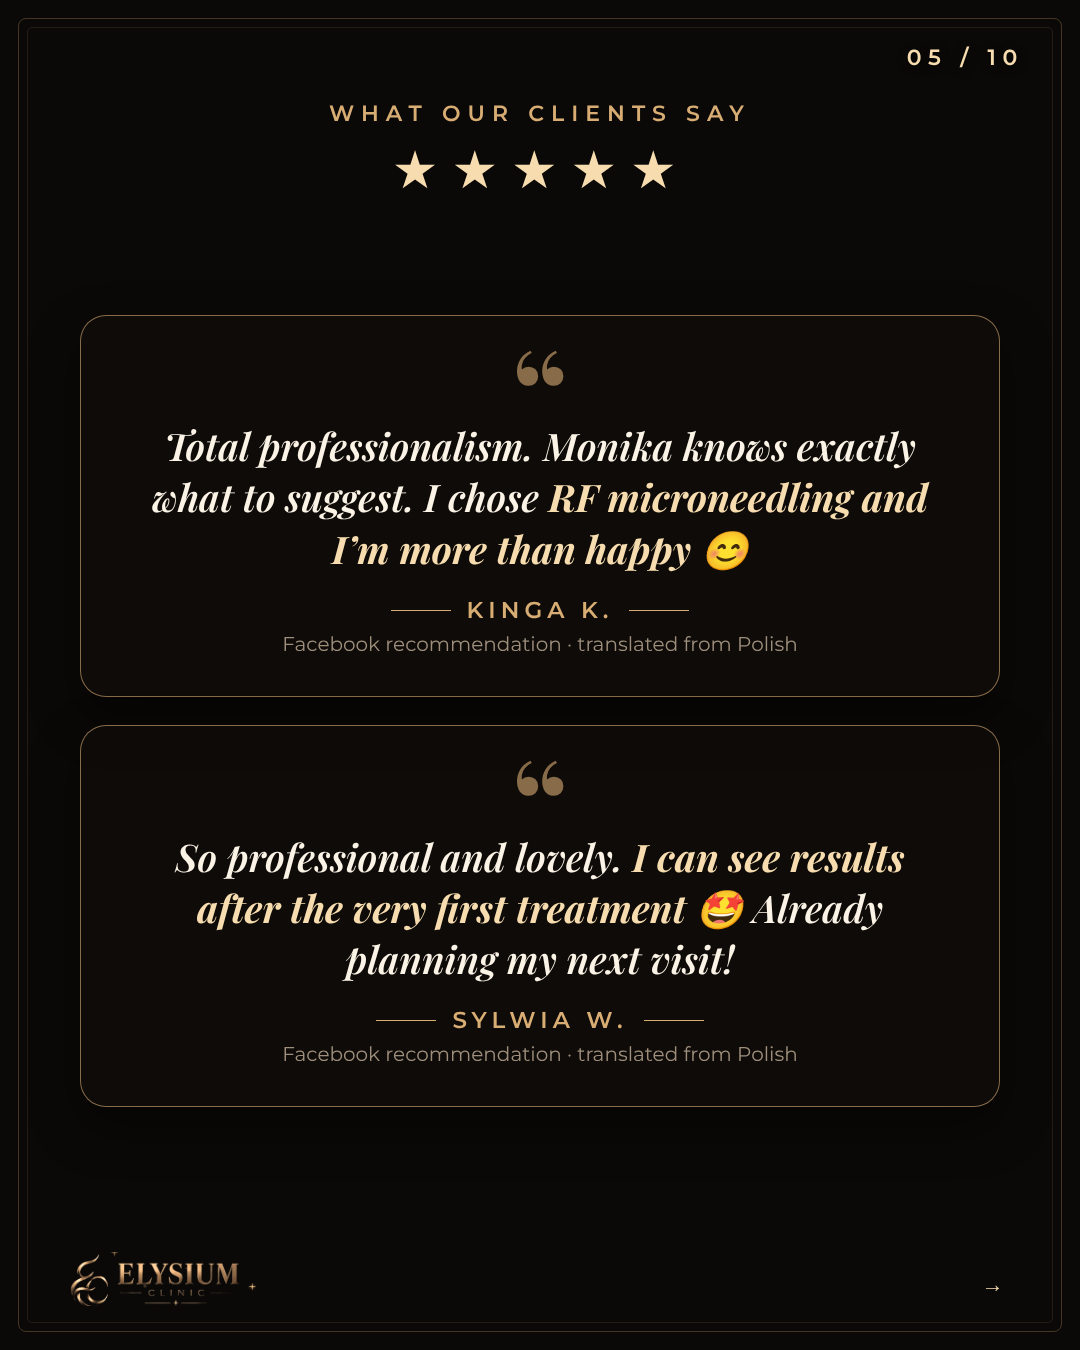 05 / 10
WHAT OUR CLIENTS SAY
★ ★ ★ ★ ★
“
Total professionalism. Monika knows exactly
what to suggest. I chose RF microneedling and
I’m more than happy 😊
KINGA K.
Facebook recommendation · translated from Polish
“
So professional and lovely. I can see results
after the very first treatment 🤩 Already
planning my next visit!
SYLWIA W.
Facebook recommendation · translated from Polish
ELYSIUM
CLINIC
→